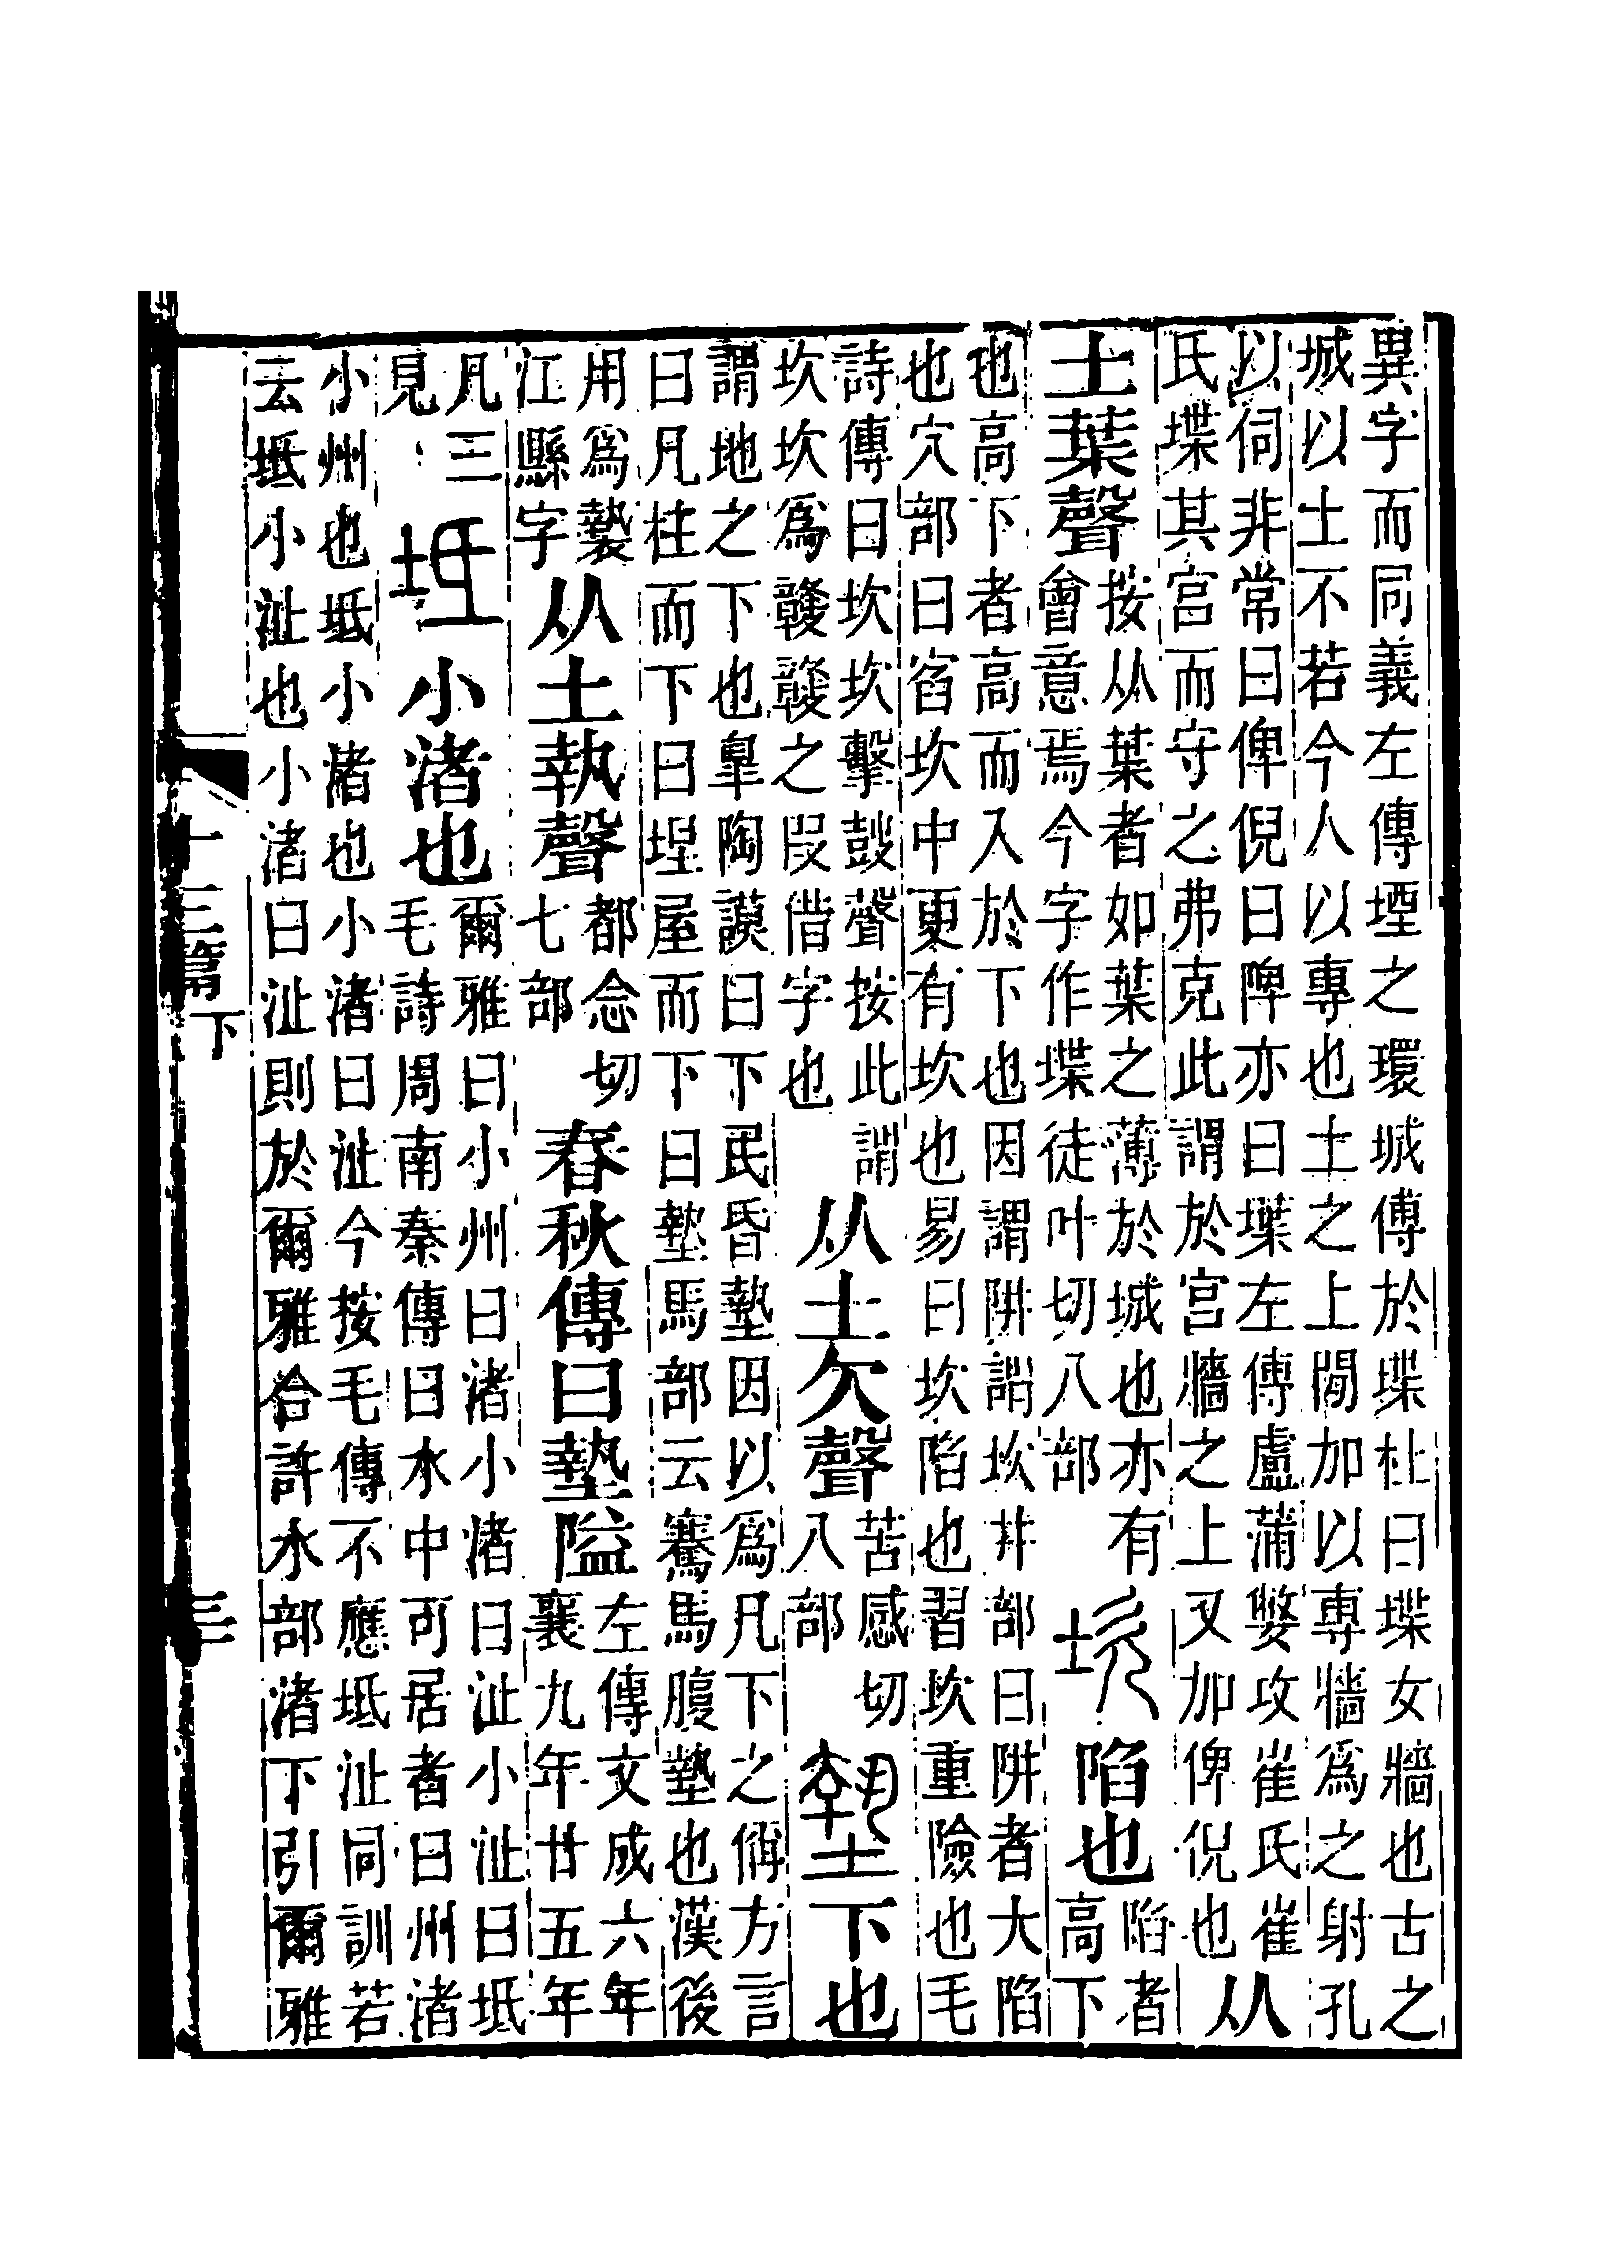 異字而同義左傳堙之環城傅於堞杜曰堞女牆也古之
城以土不若今人以專也土之上閒加以專牆爲之射孔
以伺非常曰俾倪曰陴亦曰㙪左傳盧蒲嫳攻崔氏崔
氏堞其宫而守之弗克此謂於宫牆之上又加俾倪也
从
土葉聲
按从葉者如葉之薄於城也亦有
會意焉今字作堞徒叶切八部
坎陷也
陷者
高下
也高下者高而入於下也因謂阱謂坎井部曰阱者大陷
也穴部曰窞坎中更有坎也易曰坎陷也習坎重險也毛
詩傳曰坎坎擊鼓聲按此謂
坎坎爲竷竷之叚借字也
从土欠聲
苦感切
八部
墊下也
謂地之下也臯陶謨曰下民昏墊因以爲凡下之偁方言
曰凡柱而下曰埕屋而下曰墊馬部云騫馬腹墊也漢後
用爲褺
江縣字
从土執聲
都念切
七部
春秋傳曰墊隘
左傳文成六年
襄九年廿五年
凡三
見
坻小渚也
爾雅曰小州曰渚小渚曰沚小沚曰坻
毛詩周南秦傳曰水中可居者曰州渚
小州也坻小渚也小渚曰沚今按毛傳不應坻沚同訓若
云坻小沚也小渚曰沚則於爾雅合許水部渚下引爾雅
十三篇下